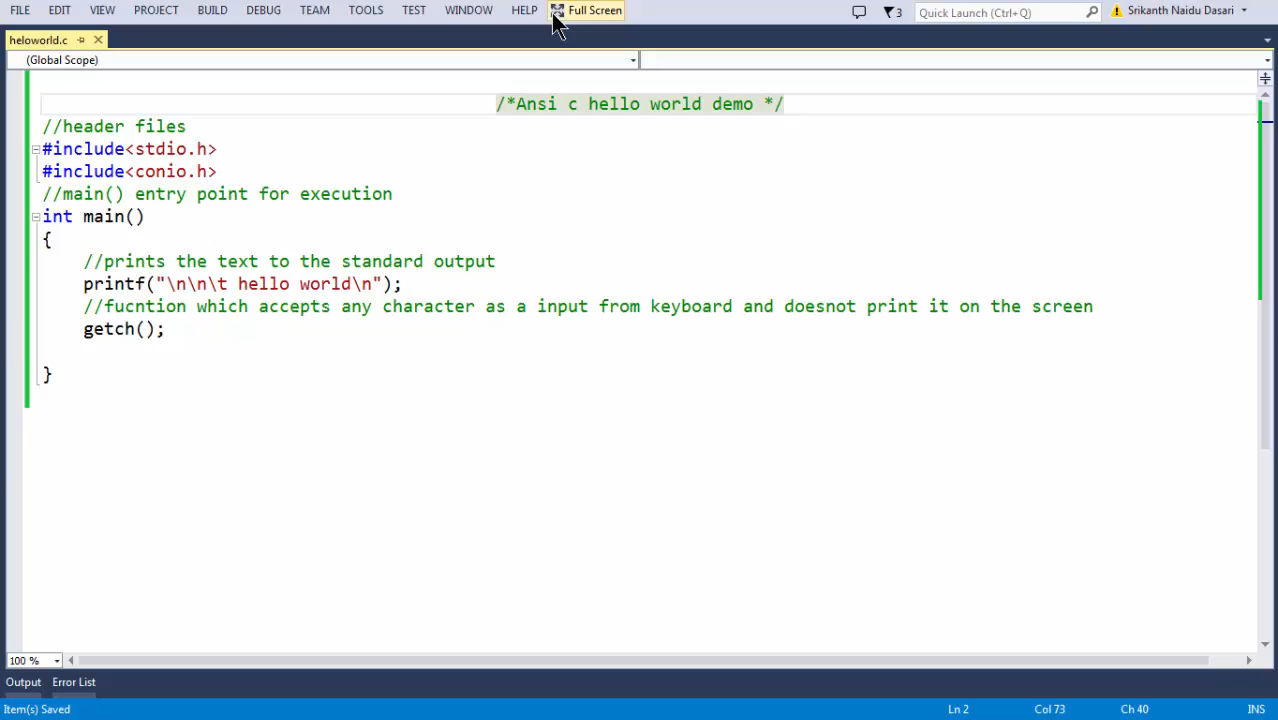 FILE EDIT VIEW PROJECT BUILD DEBUG TEAM TOOLS TEST WINDOW HELP Full Screen 3 Quick Launch (Ctrl+Q) Srikanth Naidu Dasari
heloworld.c
(Global Scope)
/*Ansi c hello world demo */
//header files
#include<stdio.h>
#include<conio.h>
//main() entry point for execution
int main()
{
//prints the text to the standard output
printf("\n\n\t hello world\n");
//fucntion which accepts any character as a input from keyboard and doesnot print it on the screen
getch();
}
100 %
Output Error List
Item(s) Saved Ln 2 Col 73 Ch 40 INS